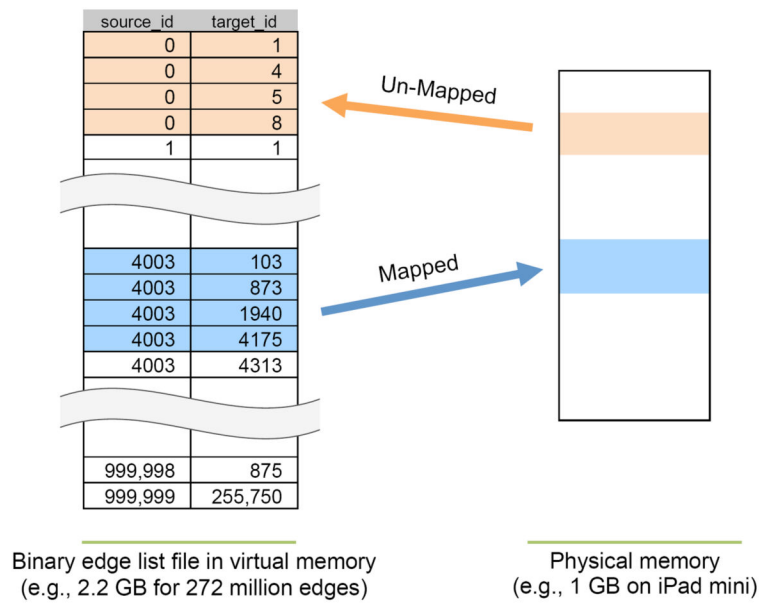 source_id target_id
0 1
0 4
0 5
0 8
1 1
Un-Mapped
4003 103
4003 873
4003 1940
4003 4175
4003 4313
Mapped
999,998 875
999,999 255,750
Binary edge list file in virtual memory
(e.g., 2.2 GB for 272 million edges)
Physical memory
(e.g., 1 GB on iPad mini)